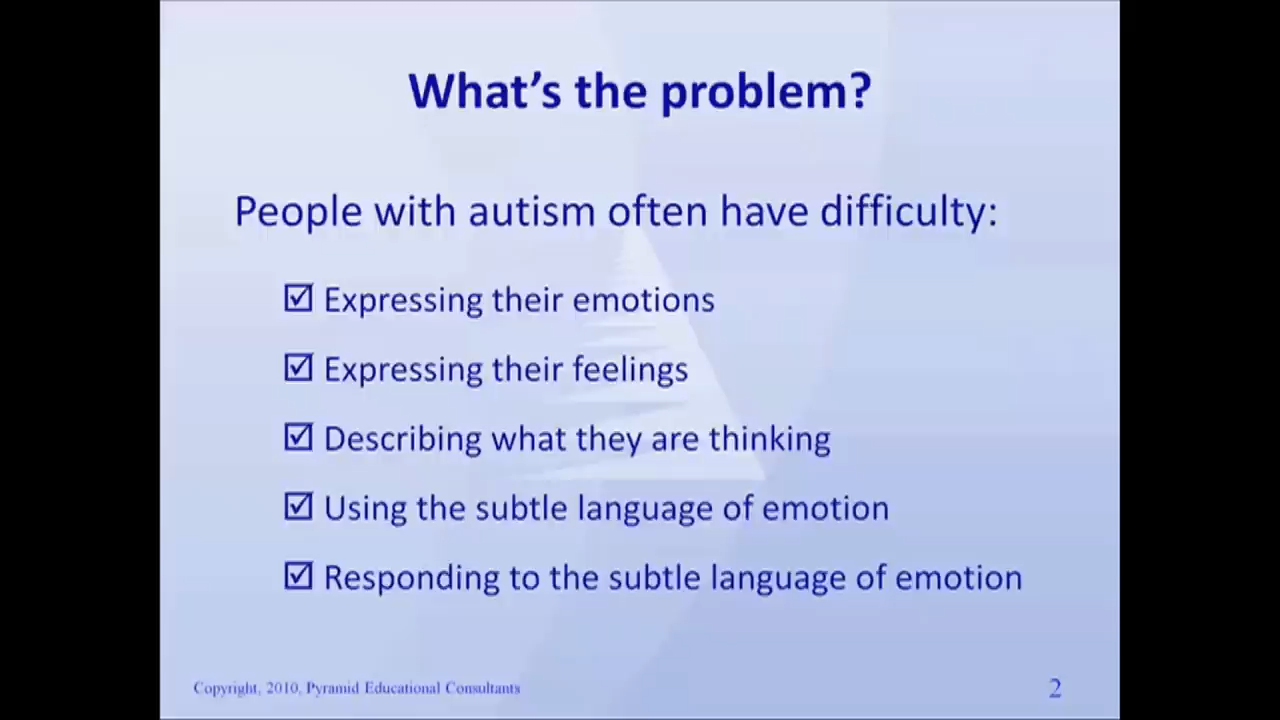 What’s the problem?
People with autism often have difficulty:
☑ Expressing their emotions
☑ Expressing their feelings
☑ Describing what they are thinking
☑ Using the subtle language of emotion
☑ Responding to the subtle language of emotion
Copyright, 2010, Pyramid Educational Consultants
2